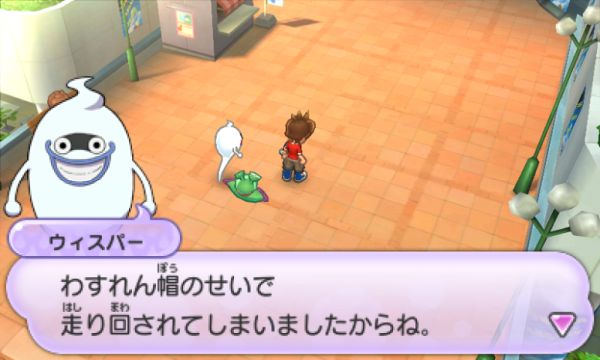 ウィスパー
わすれん帽のせいで
走り回されてしまいましたからね。